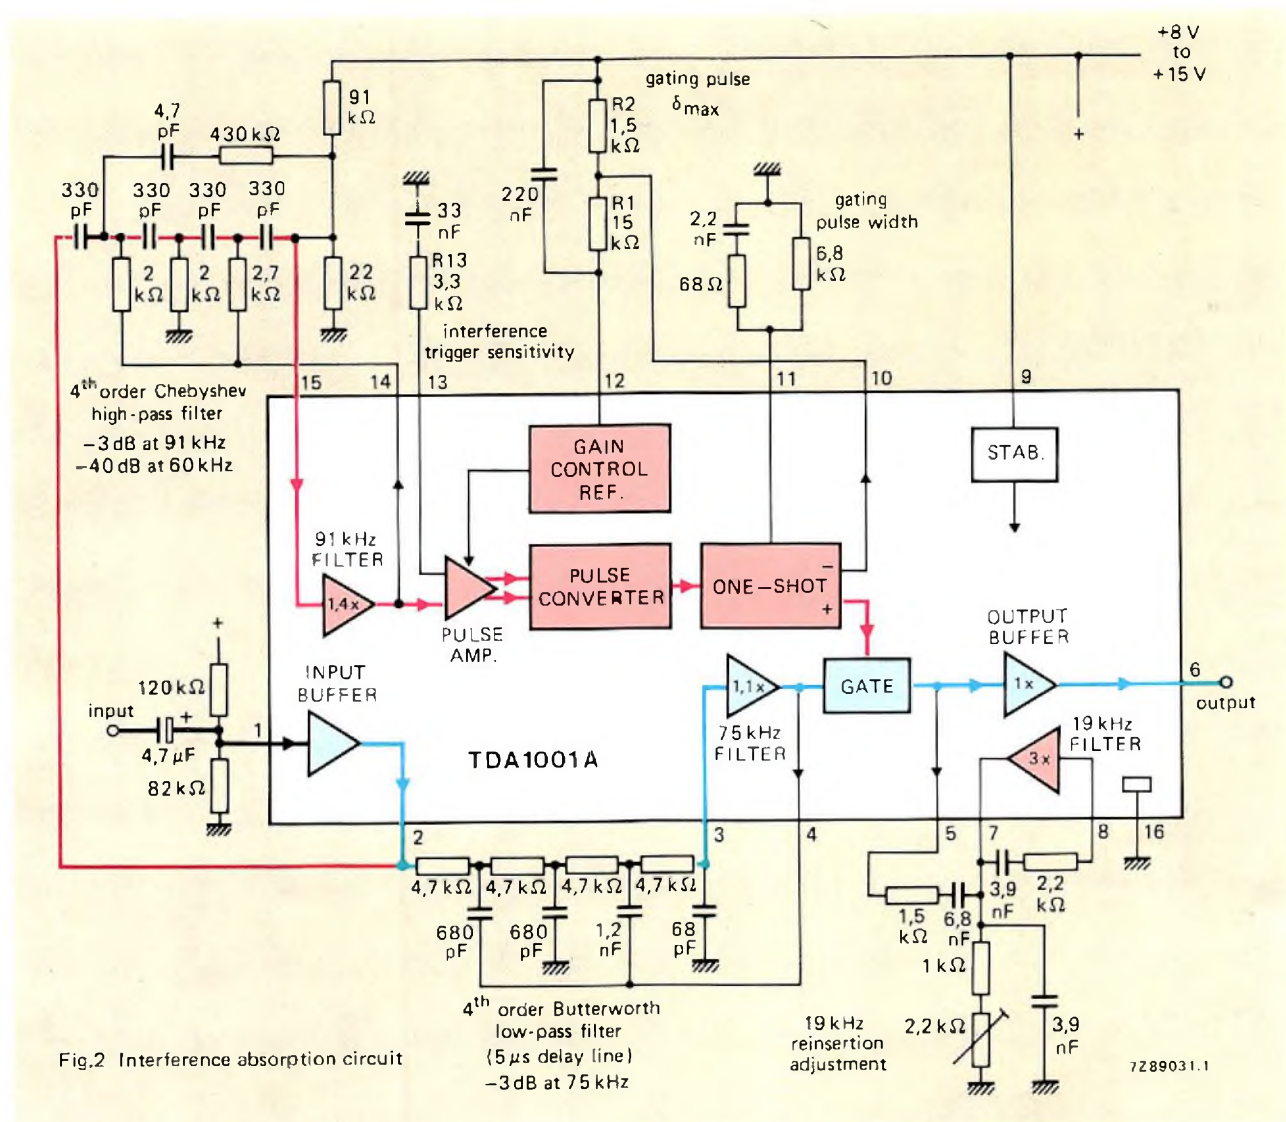 +8 V
to
+15 V
gating pulse
δmax
91
kΩ
4,7
pF
430 kΩ
R2
1,5
kΩ
+
330
pF
330
pF
330
pF
330
pF
33
nF
220
nF
R1
15
kΩ
gating
pulse width
2,2
nF
6,8
kΩ
68 Ω
2
kΩ
2
kΩ
2,7
kΩ
22
kΩ
R13
3,3
kΩ
interference
trigger sensitivity
4th order Chebyshev
high-pass filter
−3 dB at 91 kHz
−40 dB at 60 kHz
15
14
13
12
11
10
9
GAIN
CONTROL
REF.
STAB.
91 kHz
FILTER
1,4x
PULSE
AMP.
PULSE
CONVERTER
ONE−SHOT
−
+
+
120 kΩ
input
+
4,7 µF
82 kΩ
1
INPUT
BUFFER
TDA1001A
1,1x
75 kHz
FILTER
GATE
OUTPUT
BUFFER
1x
6
output
19 kHz
FILTER
3x
2
3
4
5
7
8
16
4,7 kΩ
4,7 kΩ
4,7 kΩ
4,7 kΩ
680
pF
680
pF
1,2
nF
68
pF
1,5
kΩ
6,8
nF
3,9
nF
2,2
kΩ
1 kΩ
2,2 kΩ
3,9
nF
4th order Butterworth
low-pass filter
(5 µs delay line)
−3 dB at 75 kHz
19 kHz
reinsertion
adjustment
Fig.2 Interference absorption circuit
7Z89031.1